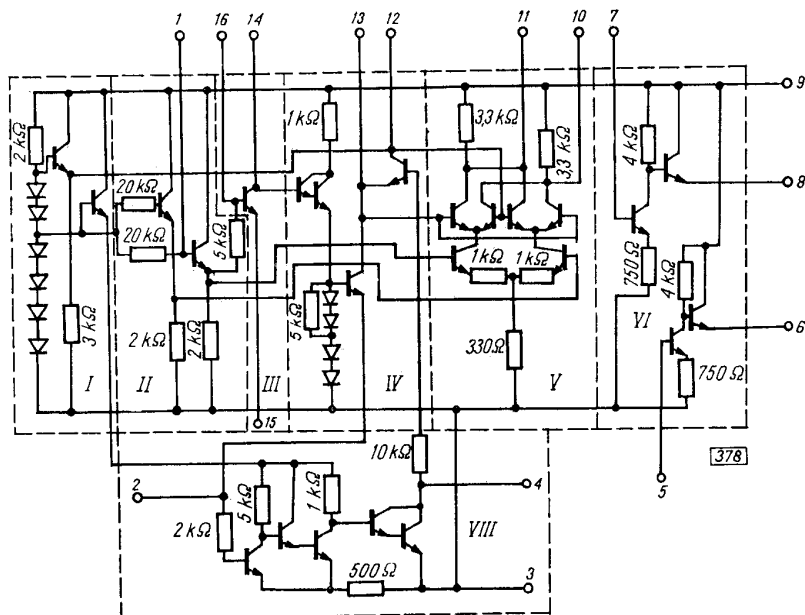 1 16 14 13 12 11 10 7
9
1 kΩ 3,3 kΩ 3,3 kΩ 4 kΩ
2 kΩ
8
20 kΩ
20 kΩ 5 kΩ
1 kΩ 1 kΩ 750 Ω 4 kΩ VI
6
3 kΩ 2 kΩ 2 kΩ 5 kΩ 330 Ω 750 Ω
I II III IV V
15
10 kΩ 378
2 4 5
2 kΩ 5 kΩ 1 kΩ VIII
500 Ω 3